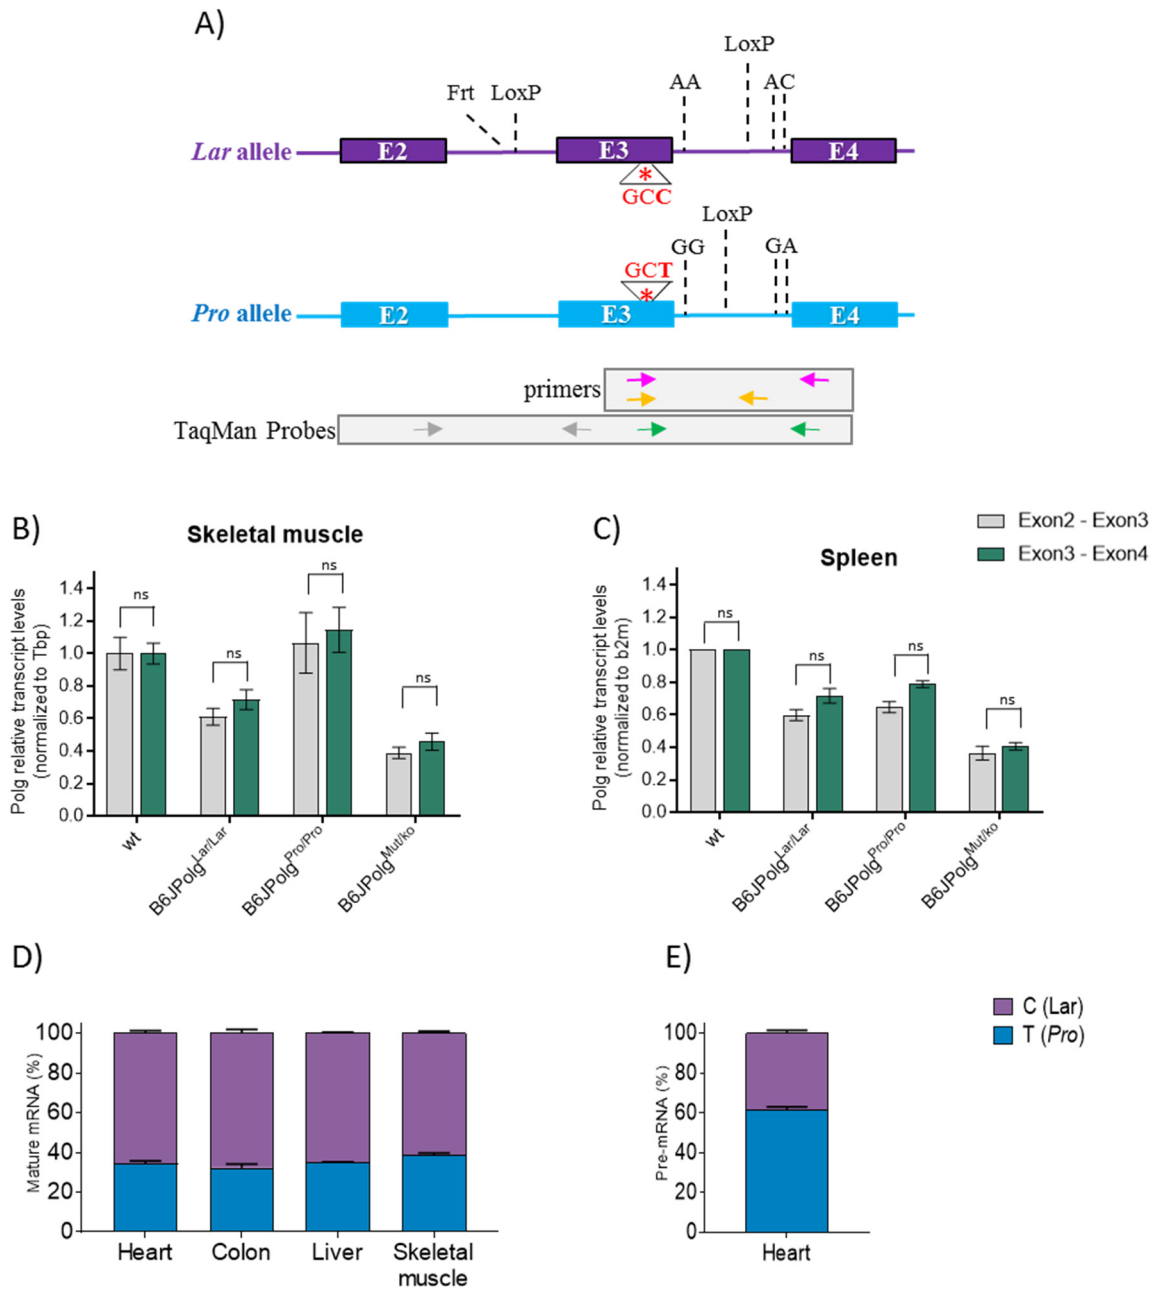 A)
LoxP
Frt LoxP AA AC
Lar allele E2 E3 E4
*
GCC
LoxP
GCT GG GA
*
Pro allele E2 E3 E4
primers
TaqMan Probes
B)
Skeletal muscle
Polg relative transcript levels
(normalized to Tbp)
1.4
1.2
1.0
0.8
0.6
0.4
0.2
0.0
ns
ns
ns
ns
wt
B6JPolgLar/Lar
B6JPolgPro/Pro
B6JPolgMut/ko
C)
Spleen
Exon2 - Exon3
Exon3 - Exon4
Polg relative transcript levels
(normalized to b2m)
1.4
1.2
1.0
0.8
0.6
0.4
0.2
0.0
ns
ns
ns
ns
wt
B6JPolgLar/Lar
B6JPolgPro/Pro
B6JPolgMut/ko
D)
Mature mRNA (%)
100
80
60
40
20
0
Heart
Colon
Liver
Skeletal
muscle
E)
C (Lar)
T (Pro)
Pre-mRNA (%)
100
80
60
40
20
0
Heart